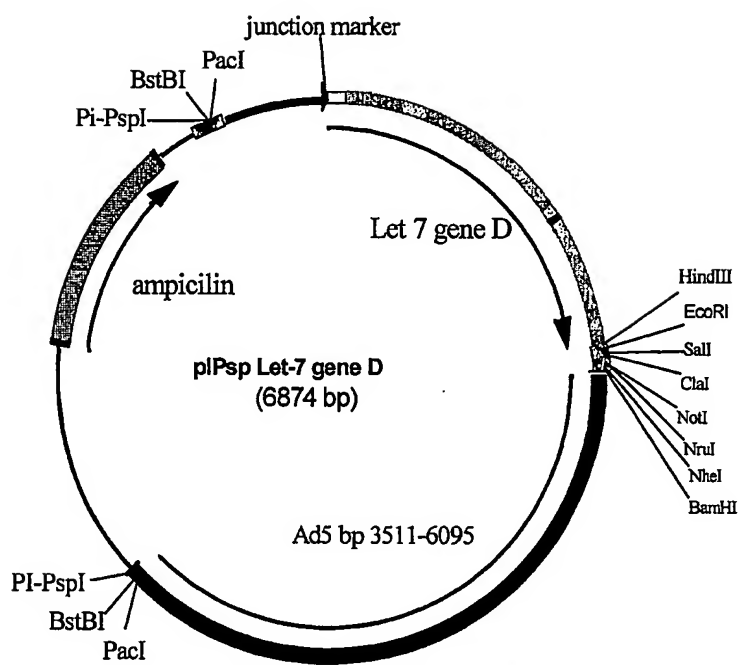 junction marker
PacI
BstBI
Pi-PspI
Let 7 gene D
ampicilin
HindIII
EcoRI
SalI
ClaI
NotI
NruI
NheI
BamHI
pIPsp Let-7 gene D
(6874 bp)
Ad5 bp 3511-6095
PI-PspI
BstBI
PacI